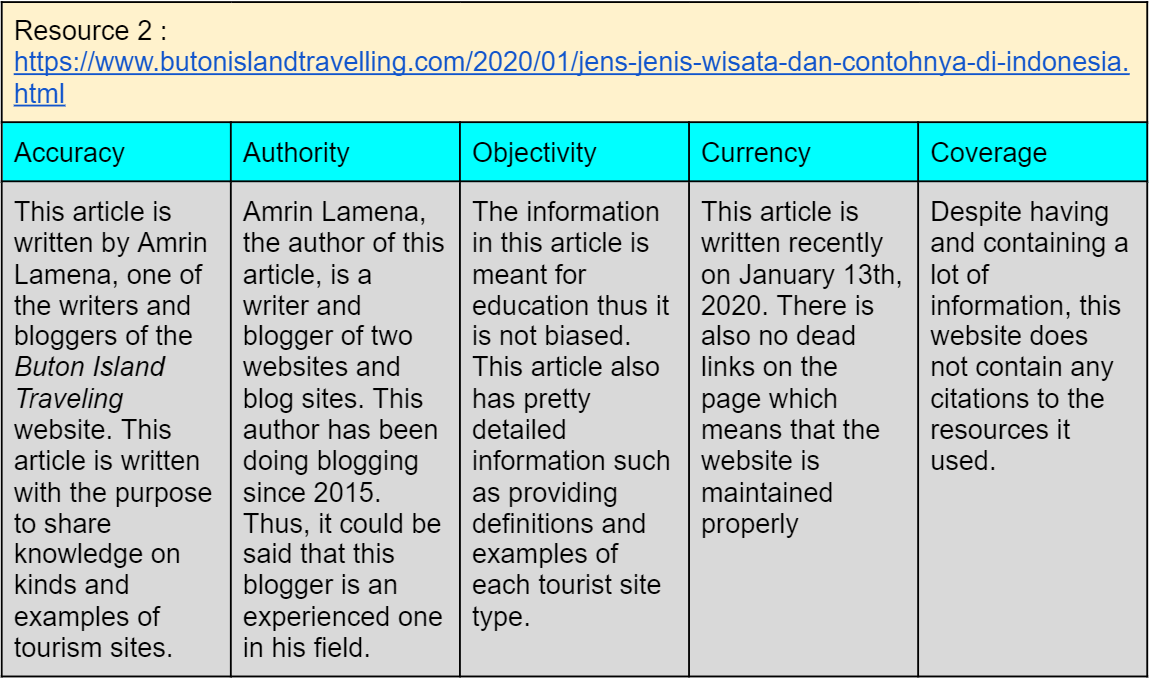 Resource 2 :
https://www.butonislandtravelling.com/2020/01/jens-jenis-wisata-dan-contohnya-di-indonesia.
html
Accuracy
Authority
Objectivity
Currency
Coverage
This article is
written by Amrin
Lamena, one of
the writers and
bloggers of the
Buton Island
Traveling
website. This
article is written
with the purpose
to share
knowledge on
kinds and
examples of
tourism sites.
Amrin Lamena,
the author of this
article, is a
writer and
blogger of two
websites and
blog sites. This
author has been
doing blogging
since 2015.
Thus, it could be
said that this
blogger is an
experienced one
in his field.
The information
in this article is
meant for
education thus it
is not biased.
This article also
has pretty
detailed
information such
as providing
definitions and
examples of
each tourist site
type.
This article is
written recently
on January 13th,
2020. There is
also no dead
links on the
page which
means that the
website is
maintained
properly
Despite having
and containing a
lot of
information, this
website does
not contain any
citations to the
resources it
used.